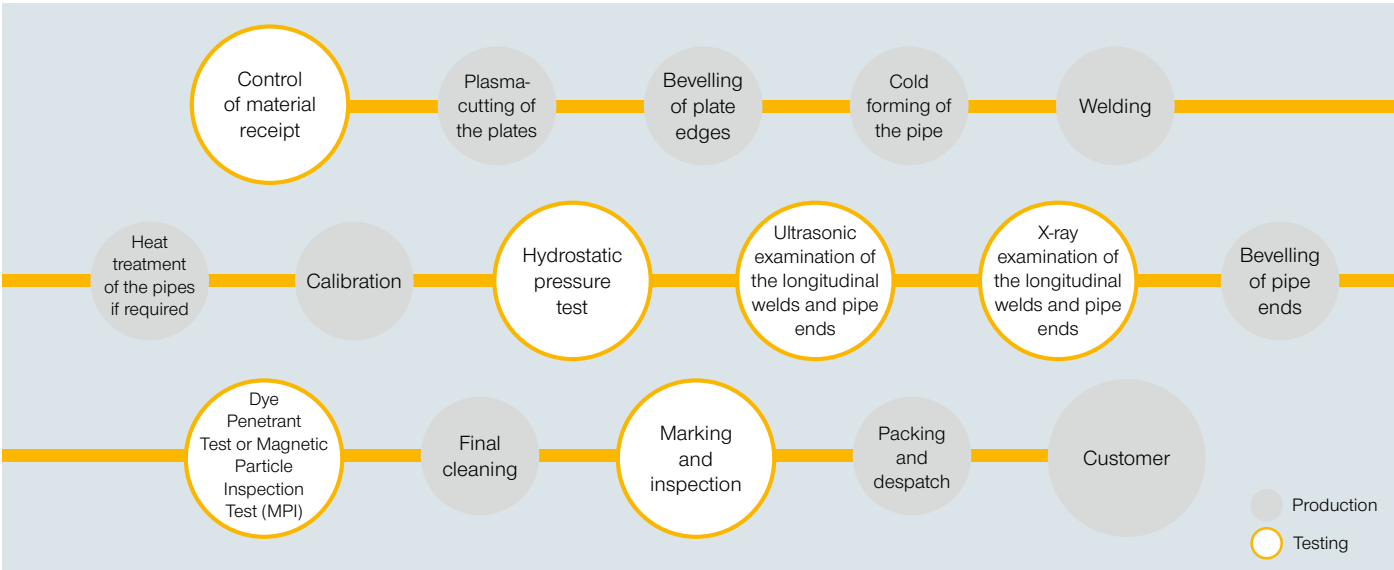 Control
of material
receipt
Plasma-
cutting of
the plates
Bevelling
of plate
edges
Cold
forming of
the pipe
Welding
Heat
treatment
of the pipes
if required
Calibration
Hydrostatic
pressure
test
Ultrasonic
examination of
the longitudinal
welds and pipe
ends
X-ray
examination of
the longitudinal
welds and pipe
ends
Bevelling
of pipe
ends
Dye
Penetrant
Test or Magnetic
Particle
Inspection
Test (MPI)
Final
cleaning
Marking
and
inspection
Packing
and
despatch
Customer
Production
Testing